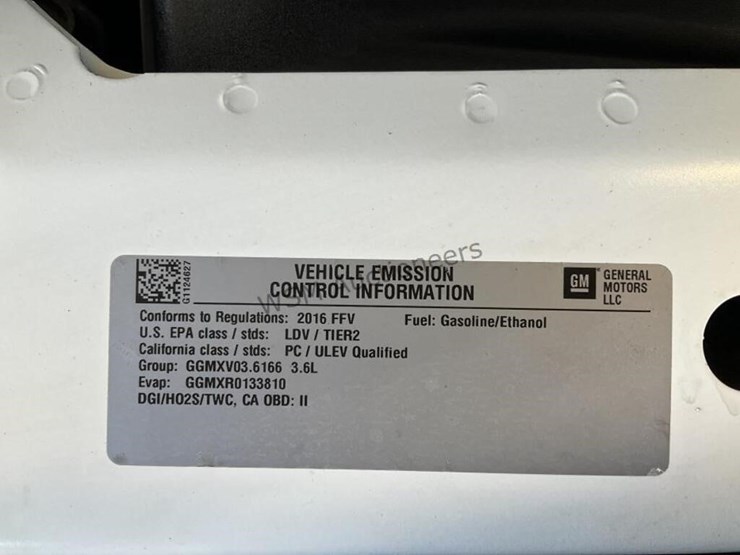 VEHICLE EMISSION
CONTROL INFORMATION
G1124627
GM
GENERAL
MOTORS
LLC
Conforms to Regulations: 2016 FFV Fuel: Gasoline/Ethanol
U.S. EPA class / stds: LDV / TIER2
California class / stds: PC / ULEV Qualified
Group: GGMXV03.6166 3.6L
Evap: GGMXR0133810
DGI/HO2S/TWC, CA OBD: II